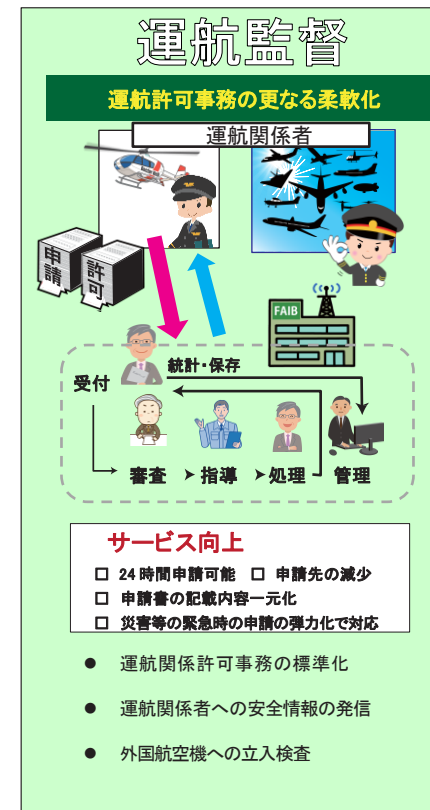 運航監督
運航許可事務の更なる柔軟化
運航関係者
申請
許可
FAIB
統計・保存
受付
審査 ➤ 指導 ➤ 処理 管理
サービス向上
□ 24時間申請可能 □ 申請先の減少
□ 申請書の記載内容一元化
□ 災害等の緊急時の申請の弾力化で対応
● 運航関係許可事務の標準化
● 運航関係者への安全情報の発信
● 外国航空機への立入検査